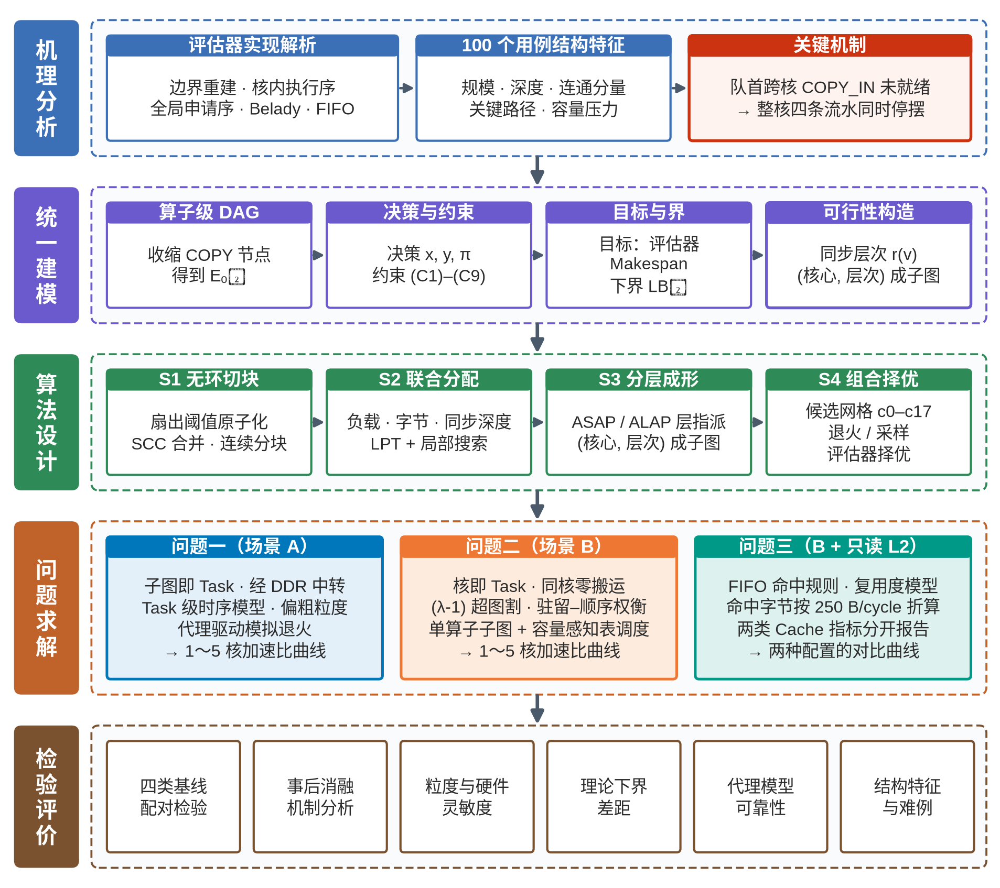 机理分析
评估器实现解析
边界重建 · 核内执行序
全局申请序 · Belady · FIFO
100 个用例结构特征
规模 · 深度 · 连通分量
关键路径 · 容量压力
关键机制
队首跨核 COPY_IN 未就绪
→ 整核四条流水同时停摆
统一建模
算子级 DAG
收缩 COPY 节点
得到 E₀
决策与约束
决策 x, y, π
约束 (C1)–(C9)
目标与界
目标：评估器
Makespan
下界 LB
可行性构造
同步层次 r(v)
(核心, 层次) 成子图
算法设计
S1 无环切块
扇出阈值原子化
SCC 合并 · 连续分块
S2 联合分配
负载 · 字节 · 同步深度
LPT + 局部搜索
S3 分层成形
ASAP / ALAP 层指派
(核心, 层次) 成子图
S4 组合择优
候选网格 c0–c17
退火 / 采样
评估器择优
问题求解
问题一（场景 A）
子图即 Task · 经 DDR 中转
Task 级时序模型 · 偏粗粒度
代理驱动模拟退火
→ 1～5 核加速比曲线
问题二（场景 B）
核即 Task · 同核零搬运
(λ-1) 超图割 · 驻留–顺序权衡
单算子子图 + 容量感知表调度
→ 1～5 核加速比曲线
问题三（B + 只读 L2）
FIFO 命中规则 · 复用度模型
命中字节按 250 B/cycle 折算
两类 Cache 指标分开报告
→ 两种配置的对比曲线
检验评价
四类基线
配对检验
事后消融
机制分析
粒度与硬件
灵敏度
理论下界
差距
代理模型
可靠性
结构特征
与难例